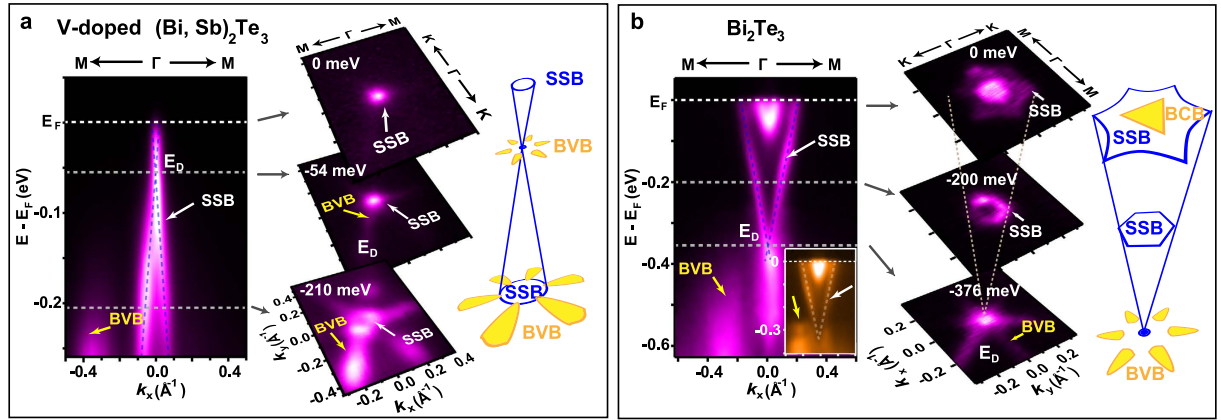 a
V-doped (Bi, Sb)2Te3
M ← Γ → M
EF
0
-0.1
-0.2
E - EF (eV)
ED
SSB
BVB
-0.4
0.0
0.4
kx(Å-1)
M ← Γ → M
K ← Γ → K
0 meV
SSB
-54 meV
BVB
SSB
ED
-210 meV
BVB
SSB
0.4
0.2
0.0
-0.2
-0.4
ky(Å-1)
-0.2
0.0
0.2
0.4
kx(Å-1)
SSB
BVB
SSB
BVB
b
Bi2Te3
M ← Γ → M
EF
0
-0.2
-0.4
-0.6
E - EF (eV)
SSB
ED
BVB
0
-0.3
-0.4
0.0
0.4
kx(Å-1)
K ← Γ → K
M ← Γ → M
0 meV
SSB
-200 meV
SSB
-376 meV
BVB
ED
0.2
0.0
-0.2
kx(Å-1)
-0.2
0.0
0.2
ky(Å-1)
BCB
SSB
SSB
BVB